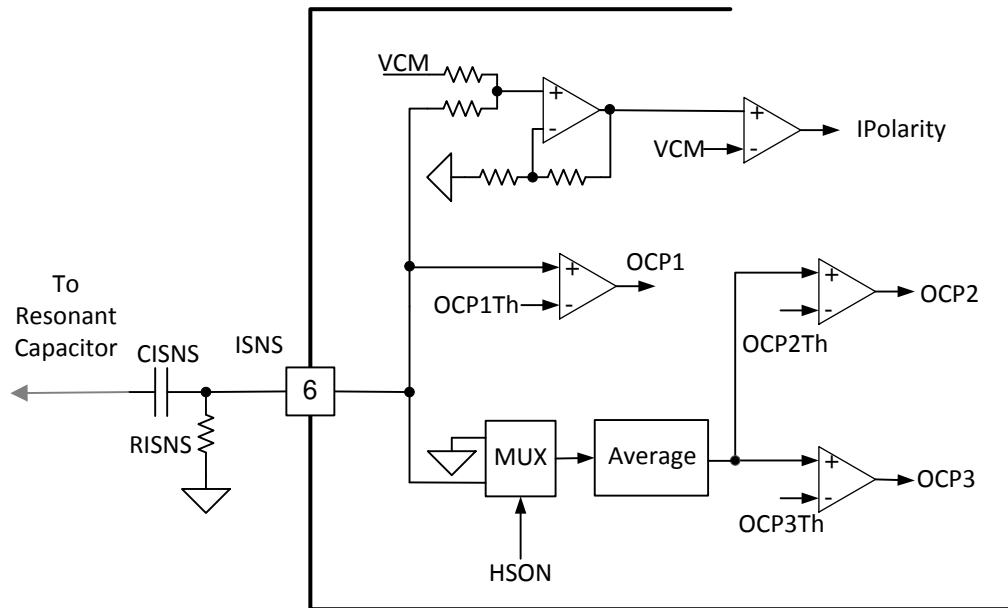 VCM
+
-
+
VCM
-
IPolarity
To
Resonant
Capacitor
CISNS
RISNS
ISNS
6
+
OCP1Th
-
OCP1
+
OCP2Th
-
OCP2
MUX
Average
HSON
+
OCP3Th
-
OCP3